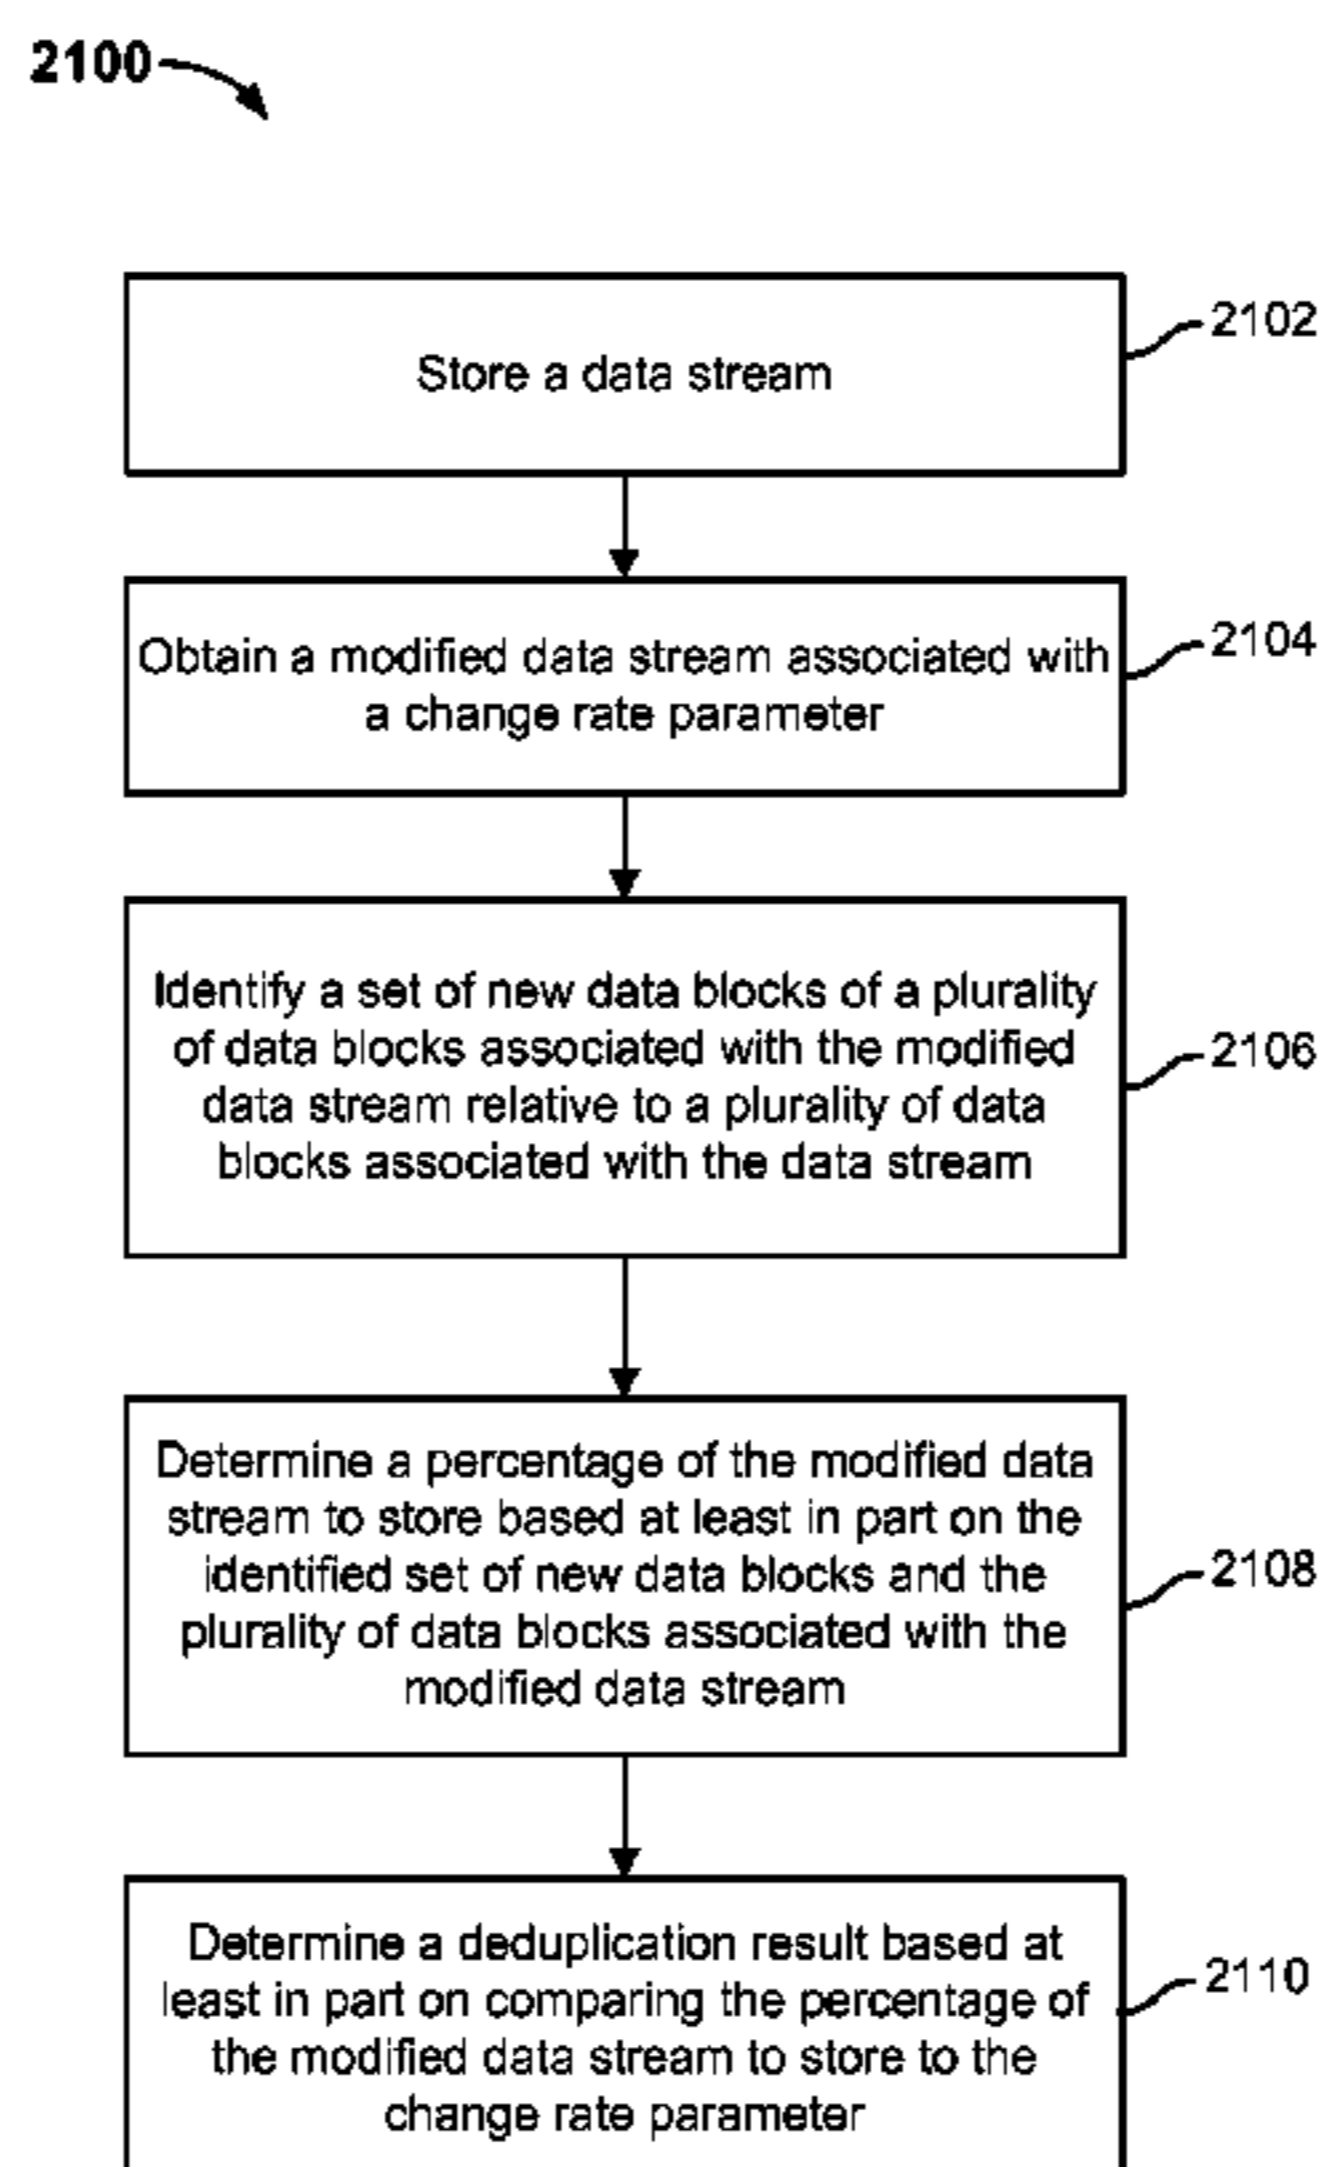 2100
Store a data stream
2102
Obtain a modified data stream associated with
a change rate parameter
2104
Identify a set of new data blocks of a plurality
of data blocks associated with the modified
data stream relative to a plurality of data
blocks associated with the data stream
2106
Determine a percentage of the modified data
stream to store based at least in part on the
identified set of new data blocks and the
plurality of data blocks associated with the
modified data stream
2108
Determine a deduplication result based at
least in part on comparing the percentage of
the modified data stream to store to the
change rate parameter
2110